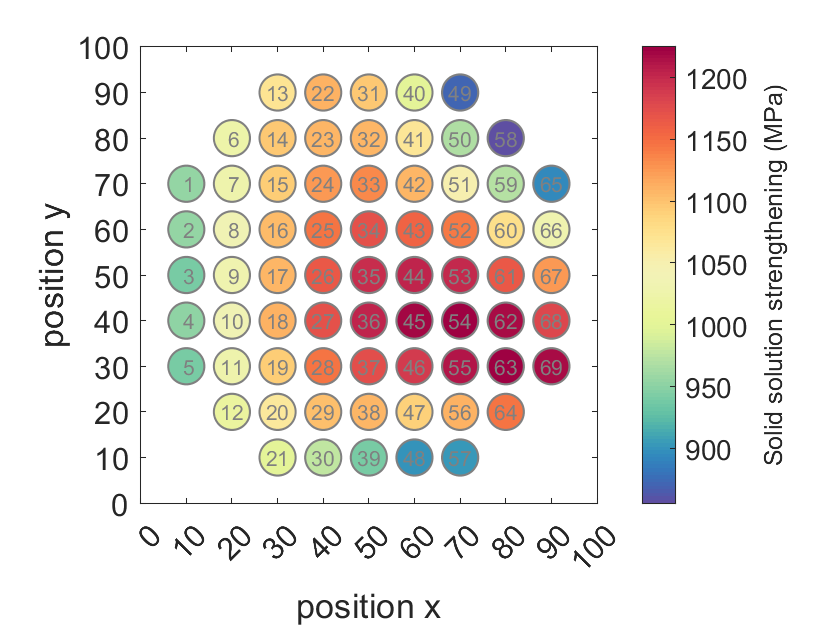 100
90 13 22 31 40 49
80 6 14 23 32 41 50 58
70 1 7 15 24 33 42 51 59 65
60 2 8 16 25 34 43 52 60 66
50 3 9 17 26 35 44 53 61 67
40 4 10 18 27 36 45 54 62 68
30 5 11 19 28 37 46 55 63 69
20 12 20 29 38 47 56 64
10 21 30 39 48 57
0
0 10 20 30 40 50 60 70 80 90 100
position x
position y
1200
1150
1100
1050
1000
950
900
Solid solution strengthening (MPa)